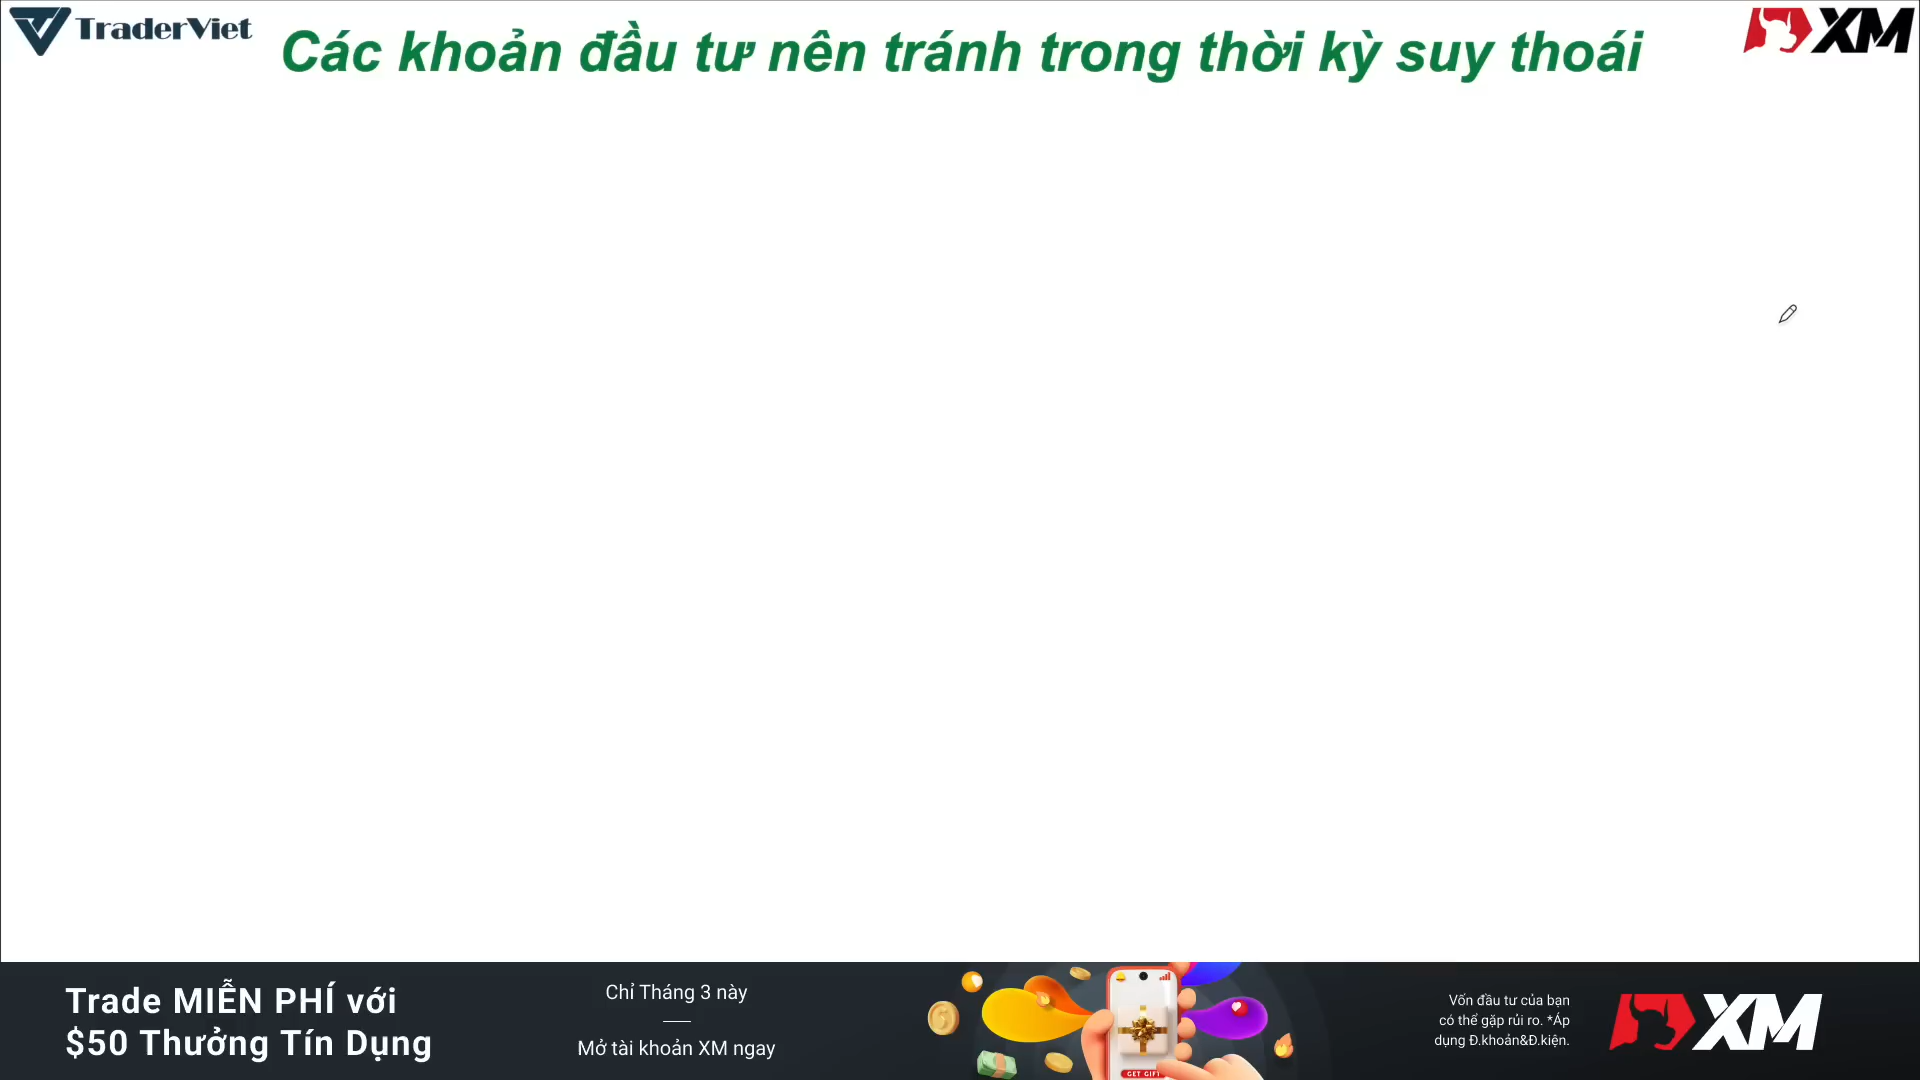 TraderViet
Các khoản đầu tư nên tránh trong thời kỳ suy thoái
XM
Trade MIỄN PHÍ với
$50 Thưởng Tín Dụng
Chỉ Tháng 3 này
Mở tài khoản XM ngay
GET GIFT
Vốn đầu tư của bạn
có thể gặp rủi ro. *Áp
dụng Đ.khoản&Đ.kiện.
XM